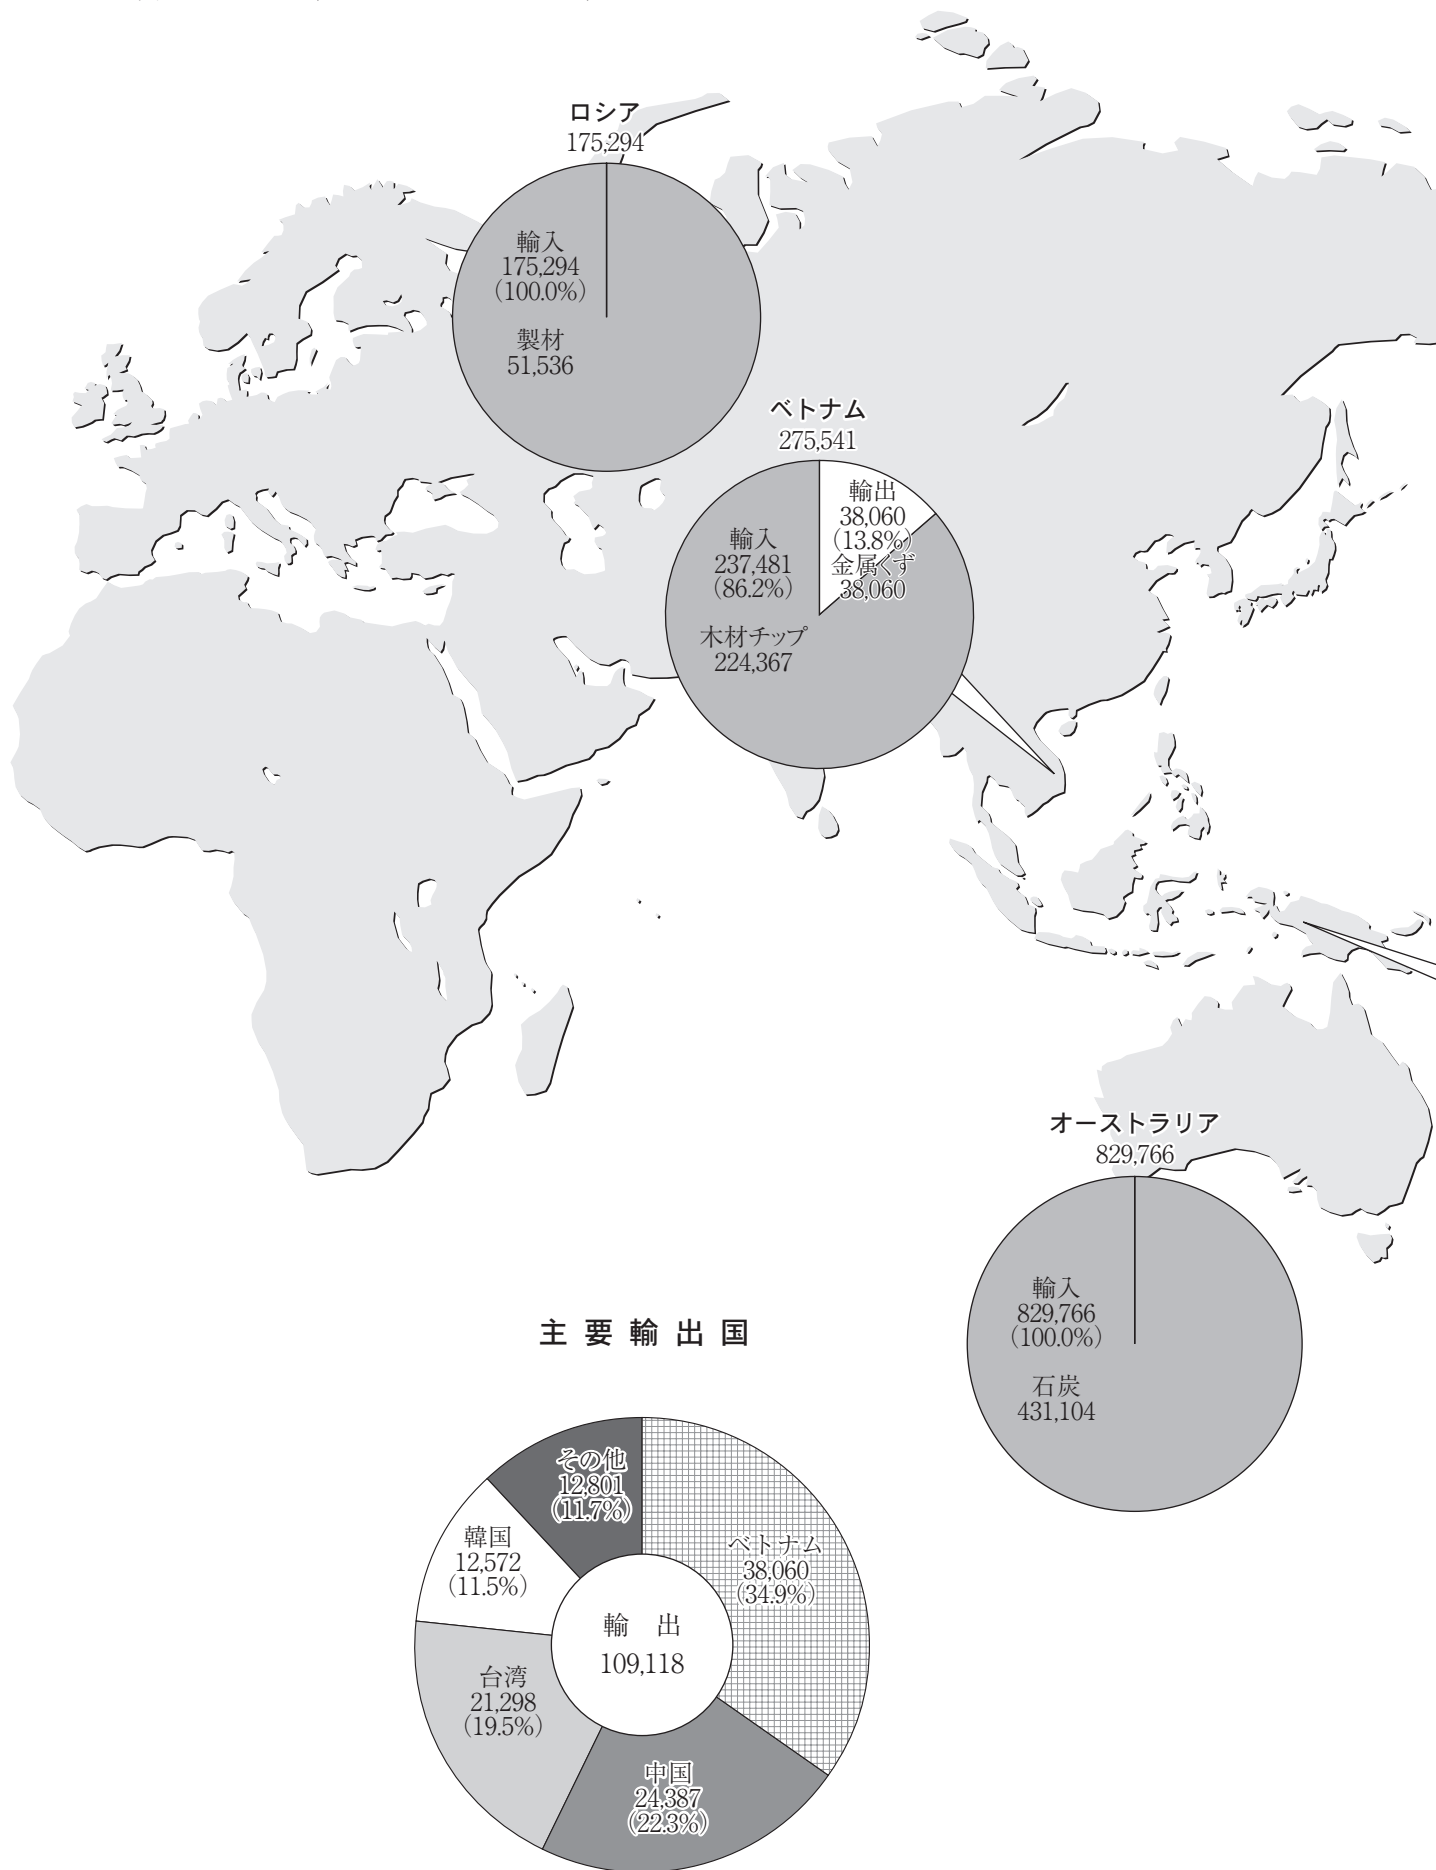 ロシア
175,294
輸入
175,294
(100.0%)
製材
51,536
ベトナム
275,541
輸出
38,060
(13.8%)
金属くず
38,060
輸入
237,481
(86.2%)
木材チップ
224,367
オーストラリア
829,766
輸入
829,766
(100.0%)
石炭
431,104
主要輸出国
その他
12,801
(11.7%)
ベトナム
38,060
(34.9%)
韓国
12,572
(11.5%)
輸 出
109,118
台湾
21,298
(19.5%)
中国
24,387
(22.3%)